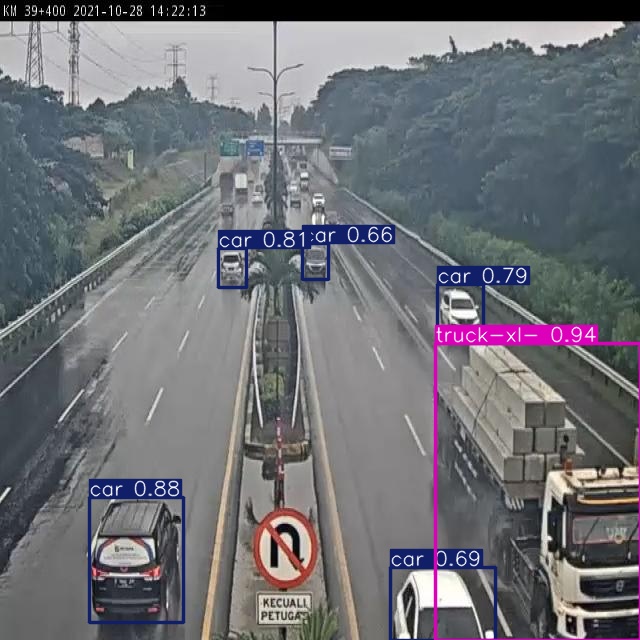 KM 39+400 2021-10-28 14:22:13
car 0.81
car 0.66
car 0.79
truck-xl- 0.94
car 0.88
car 0.69
KECUALI
PETUGAS